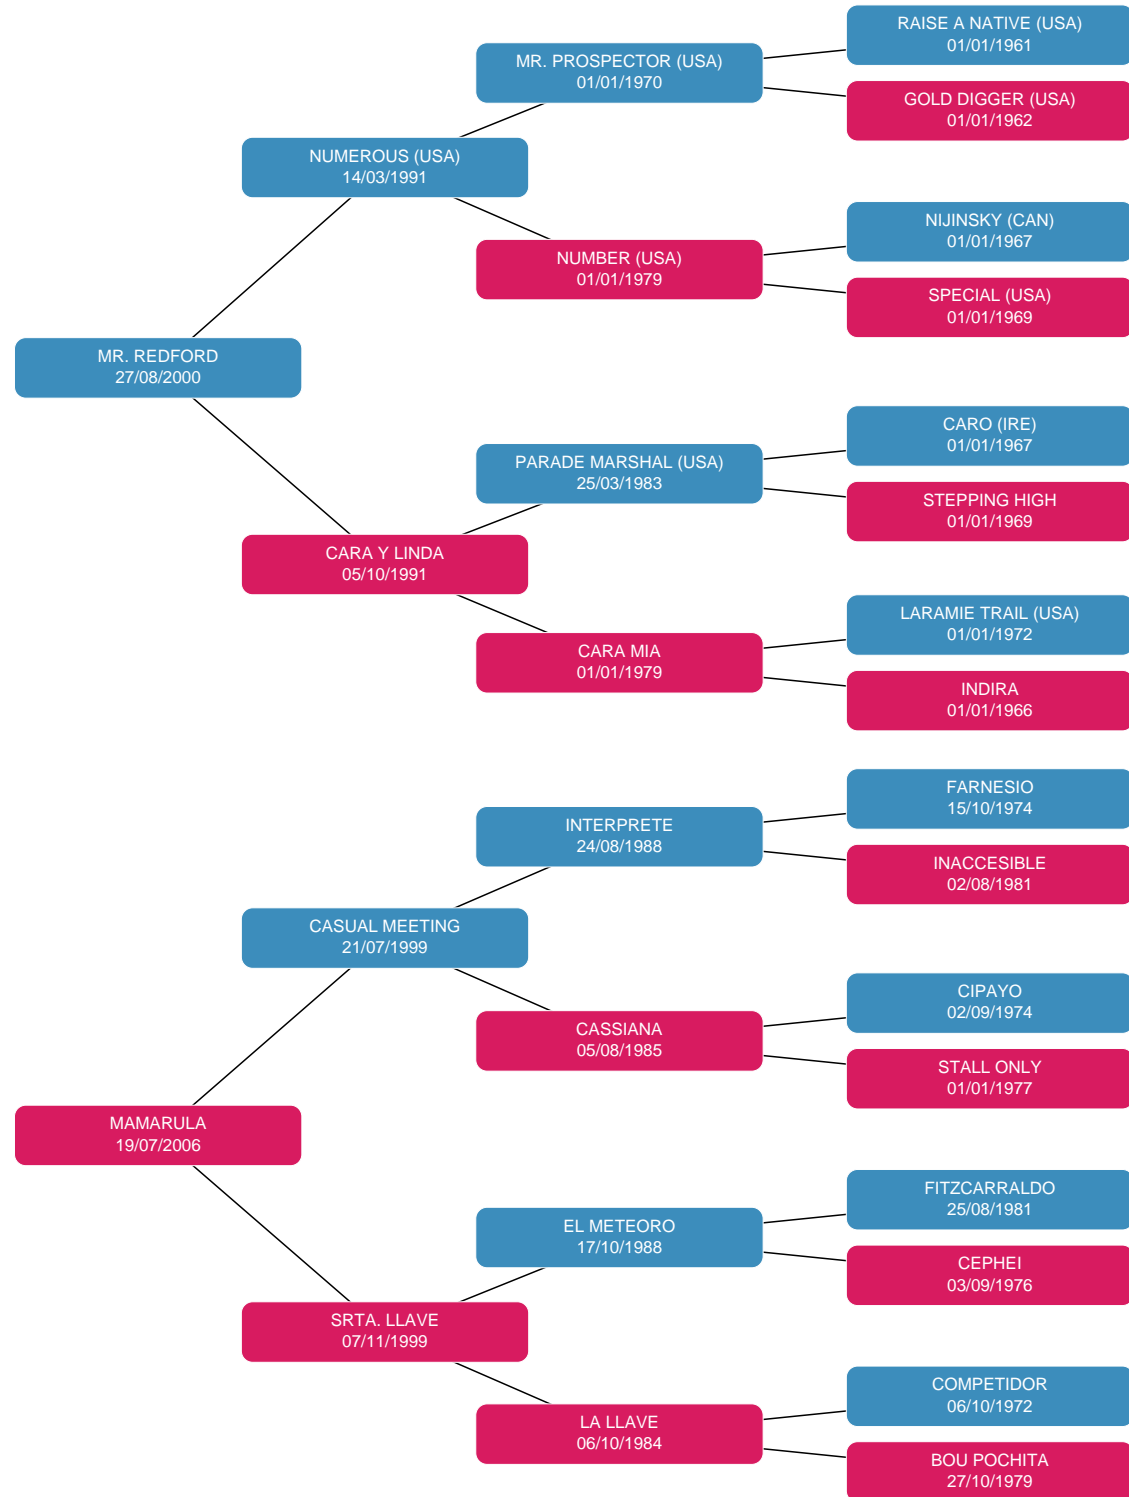 RAISE A NATIVE (USA)
01/01/1961
MR. PROSPECTOR (USA)
01/01/1970
GOLD DIGGER (USA)
01/01/1962
NUMEROUS (USA)
14/03/1991
NIJINSKY (CAN)
01/01/1967
NUMBER (USA)
01/01/1979
SPECIAL (USA)
01/01/1969
MR. REDFORD
27/08/2000
CARO (IRE)
01/01/1967
PARADE MARSHAL (USA)
25/03/1983
STEPPING HIGH
01/01/1969
CARA Y LINDA
05/10/1991
LARAMIE TRAIL (USA)
01/01/1972
CARA MIA
01/01/1979
INDIRA
01/01/1966
FARNESIO
15/10/1974
INTERPRETE
24/08/1988
INACCESIBLE
02/08/1981
CASUAL MEETING
21/07/1999
CIPAYO
02/09/1974
CASSIANA
05/08/1985
STALL ONLY
01/01/1977
MAMARULA
19/07/2006
FITZCARRALDO
25/08/1981
EL METEORO
17/10/1988
CEPHEI
03/09/1976
SRTA. LLAVE
07/11/1999
COMPETIDOR
06/10/1972
LA LLAVE
06/10/1984
BOU POCHITA
27/10/1979